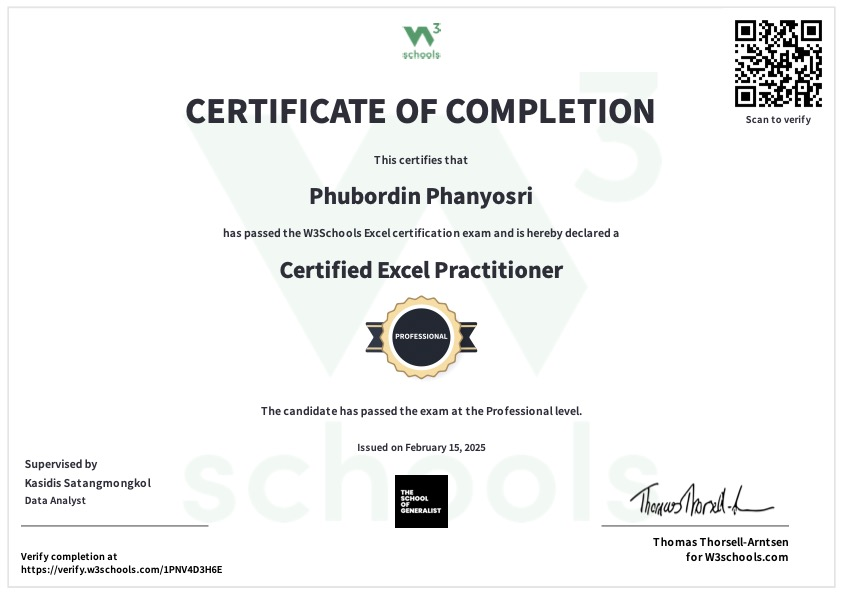 W3
schools
Scan to verify
CERTIFICATE OF COMPLETION
This certifies that
Phubordin Phanyosri
has passed the W3Schools Excel certification exam and is hereby declared a
Certified Excel Practitioner
PROFESSIONAL
The candidate has passed the exam at the Professional level.
Issued on February 15, 2025
Supervised by
Kasidis Satangmongkol
Data Analyst
THE
SCHOOL
OF
GENERALIST
Thomas Thorsell-A
Thomas Thorsell-Arntsen
for W3schools.com
Verify completion at
https://verify.w3schools.com/1PNV4D3H6E